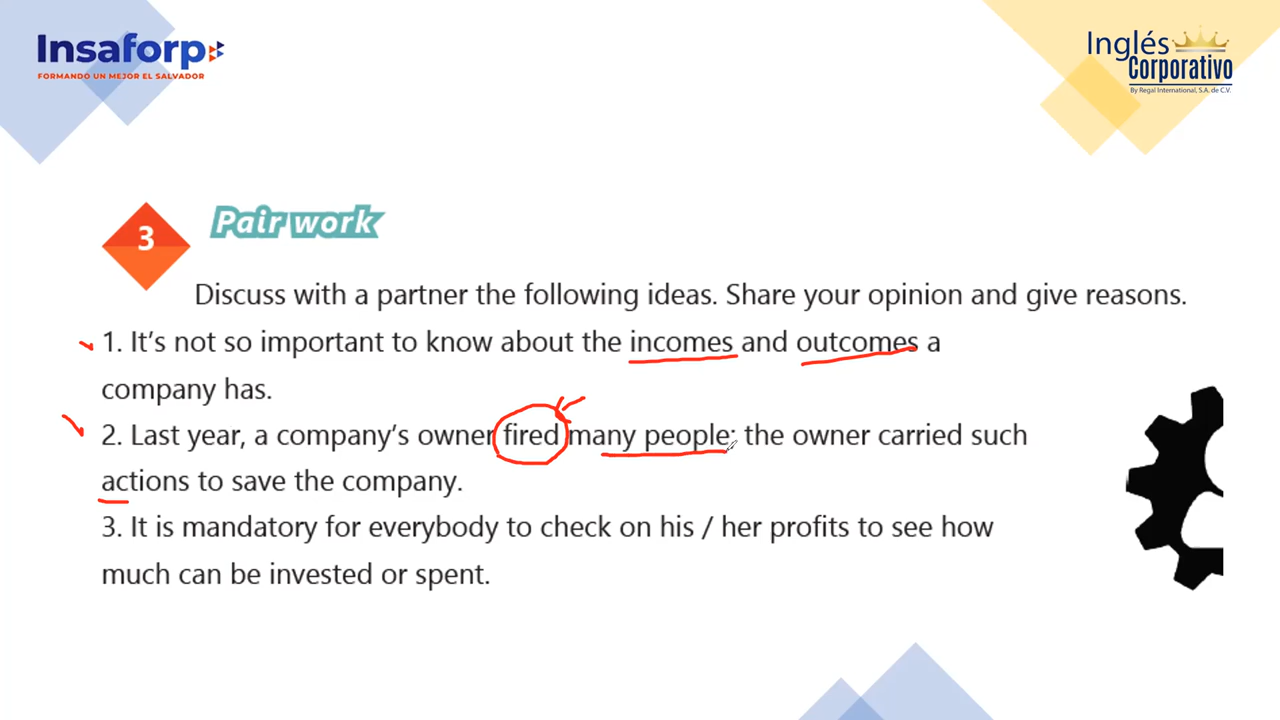 Insaforp
FORMANDO UN MEJOR EL SALVADOR
Inglés
Corporativo
By Regal International, S.A. de C.V.
3
Pair work
Discuss with a partner the following ideas. Share your opinion and give reasons.
1. It's not so important to know about the incomes and outcomes a
company has.
2. Last year, a company's owner fired many people; the owner carried such
actions to save the company.
3. It is mandatory for everybody to check on his / her profits to see how
much can be invested or spent.